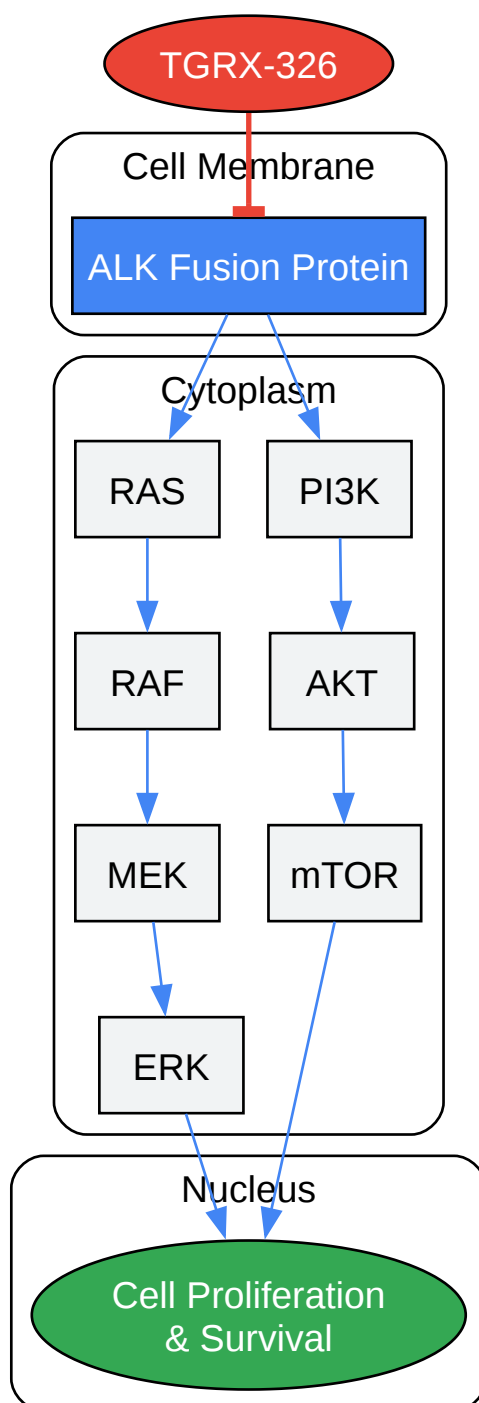 TGRX-326
Cell Membrane
ALK Fusion Protein
Cytoplasm
RAS
PI3K
RAF
AKT
MEK
mTOR
ERK
Nucleus
Cell Proliferation
& Survival